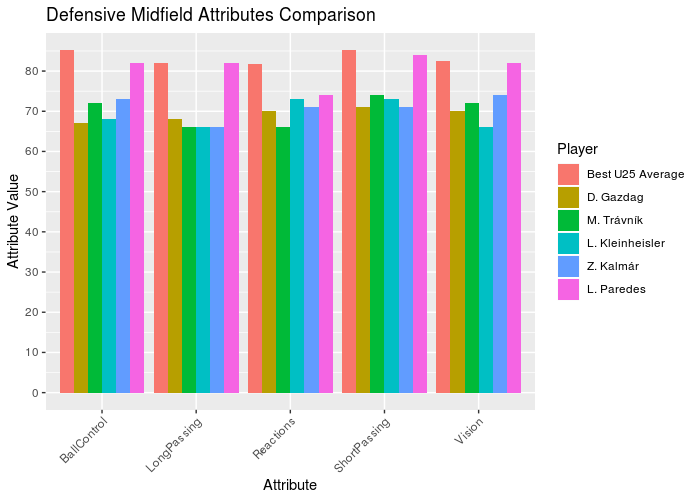 Defensive Midfield Attributes Comparison
Attribute Value
80
70
60
50
40
30
20
10
0
BallControl
LongPassing
Reactions
ShortPassing
Vision
Attribute
Player
Best U25 Average
D. Gazdag
M. Trávník
L. Kleinheisler
Z. Kalmár
L. Paredes